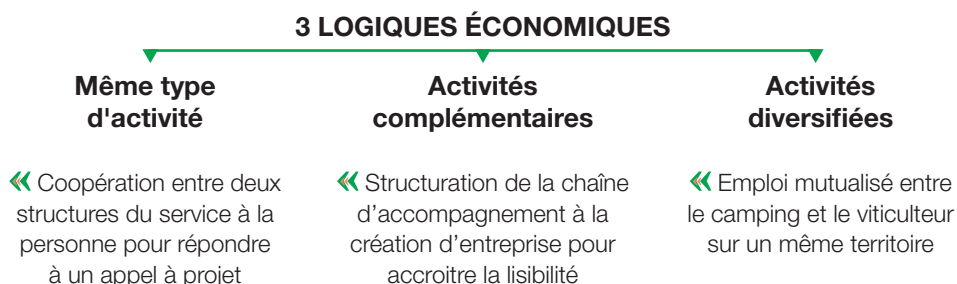 3 LOGIQUES ÉCONOMIQUES
Même type
d'activité
« Coopération entre deux
structures du service à la
personne pour répondre
à un appel à projet
Activités
complémentaires
« Structuration de la chaîne
d’accompagnement à la
création d’entreprise pour
accroitre la lisibilité
Activités
diversifiées
« Emploi mutualisé entre
le camping et le viticulteur
sur un même territoire